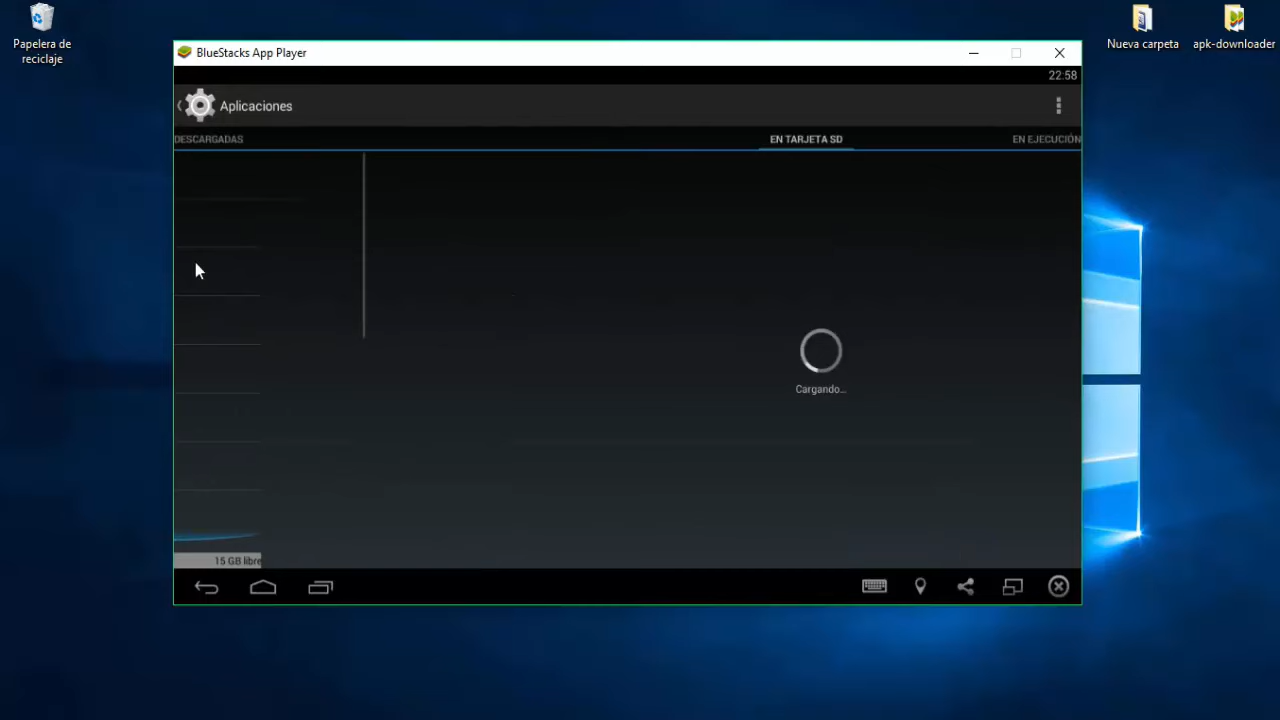 Papelera de
reciclaje
Nueva carpeta
apk-downloader
BlueStacks App Player
22:58
Aplicaciones
DESCARGADAS
EN TARJETA SD
EN EJECUCIÓN
Cargando...
15 GB libre